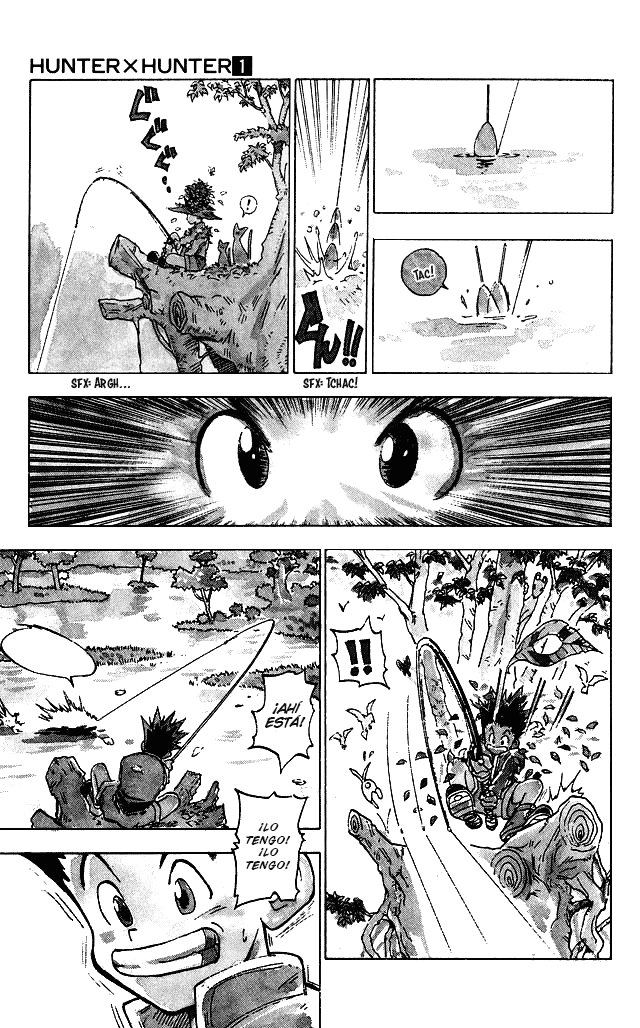 HUNTER×HUNTER 1
TAC!
!
SFX: ARGH...
SFX: TCHAC!
!!
¡AHÍ
ESTÁ!
¡LO
TENGO!
¡LO
TENGO!